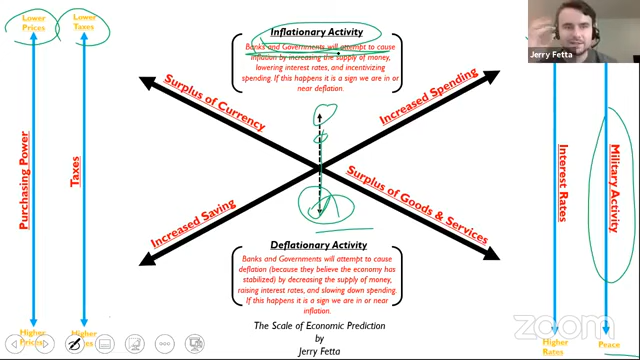 Lower
Prices
Lower
Taxes
Inflationary Activity
Banks and Governments will attempt to cause
inflation by increasing the supply of money,
lowering interest rates, and incentivizing
spending. If this happens it is a sign we are in or
near deflation.
Jerry Fetta
Surplus of Currency
Increased Spending
Purchasing Power
Taxes
Interest Rates
Military Activity
Increased Saving
Surplus of Goods & Services
Deflationary Activity
Banks and Governments will attempt to cause
deflation (because they believe the economy has
stabilized) by decreasing the supply of money,
raising interest rates, and slowing down spending.
If this happens it is a sign we are in or near
inflation.
The Scale of Economic Prediction
by
Jerry Fetta
Higher
Prices
Higher
Higher
Rates
Peace
zoom